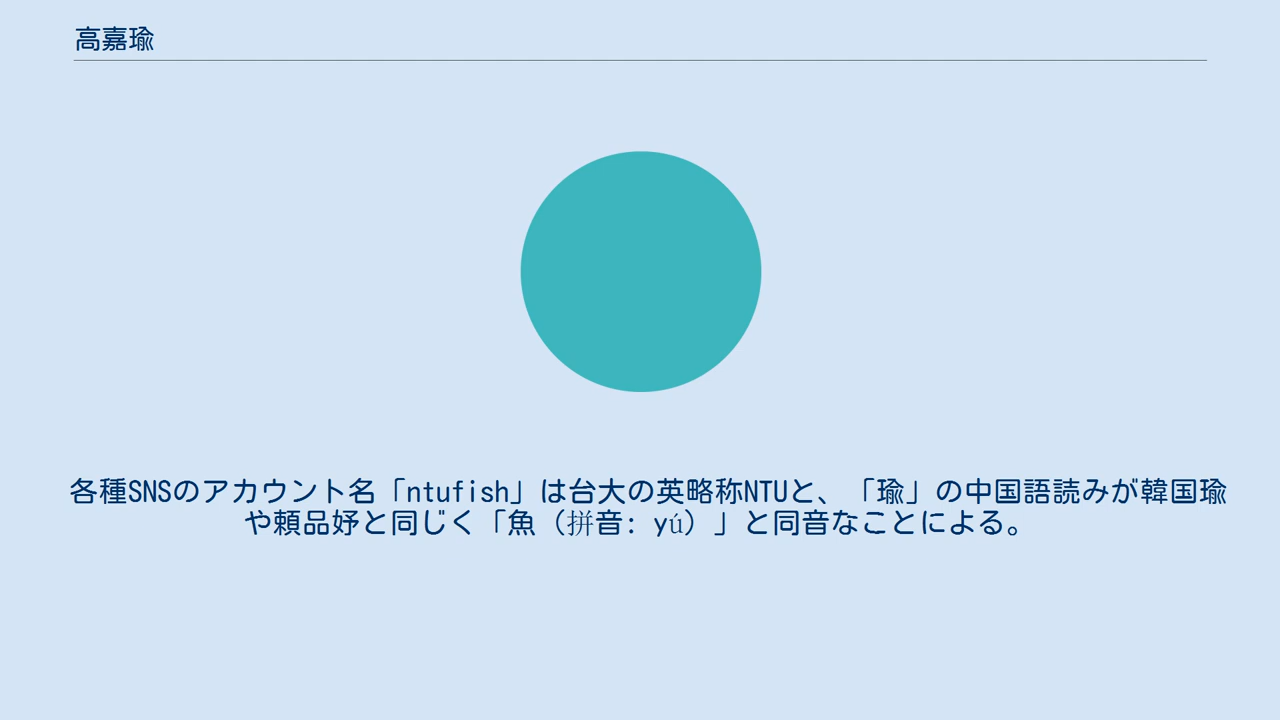 高嘉瑜
各種SNSのアカウント名「ntufish」は台大の英略称NTUと、「瑜」の中国語読みが韓国瑜
や頼品妤と同じく「魚（拼音: yú）」と同音なことによる。